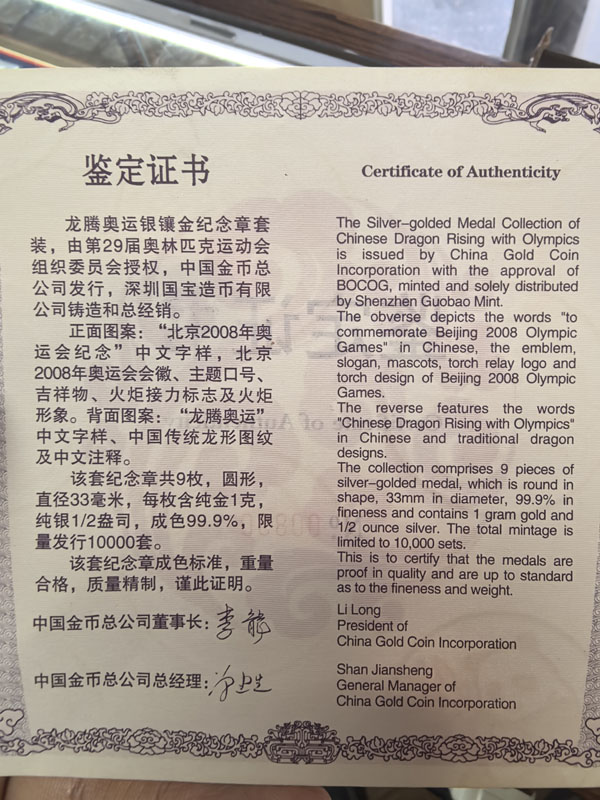 鉴定证书
龙腾奥运银镶金纪念章套
装，由第29届奥林匹克运动会
组织委员会授权，中国金币总
公司发行，深圳国宝造币有限
公司铸造和总经销。
正面图案：“北京2008年奥
运会纪念”中文字样，北京
2008年奥运会会徽、主题口号、
吉祥物、火炬接力标志及火炬
形象。背面图案：“龙腾奥运”
中文字样、中国传统龙形图纹
及中文注释。
该套纪念章共9枚，圆形，
直径33毫米，每枚含纯金1克，
纯银1/2盎司，成色99.9%，限
量发行10000套。
该套纪念章成色标准，重量
合格，质量精制，谨此证明。
中国金币总公司董事长：
中国金币总公司总经理：
Certificate of Authenticity
The Silver-golded Medal Collection of
Chinese Dragon Rising with Olympics
is issued by China Gold Coin
Incorporation with the approval of
BOCOG, minted and solely distributed
by Shenzhen Guobao Mint.
The obverse depicts the words "to
commemorate Beijing 2008 Olympic
Games" in Chinese, the emblem,
slogan, mascots, torch relay logo and
torch design of Beijing 2008 Olympic
Games.
The reverse features the words
"Chinese Dragon Rising with Olympics"
in Chinese and traditional dragon
designs.
The collection comprises 9 pieces of
silver-golded medal, which is round in
shape, 33mm in diameter, 99.9% in
fineness and contains 1 gram gold and
1/2 ounce silver. The total mintage is
limited to 10,000 sets.
This is to certify that the medals are
proof in quality and are up to standard
as to the fineness and weight.
Li Long
President of
China Gold Coin Incorporation
Shan Jiansheng
General Manager of
China Gold Coin Incorporation